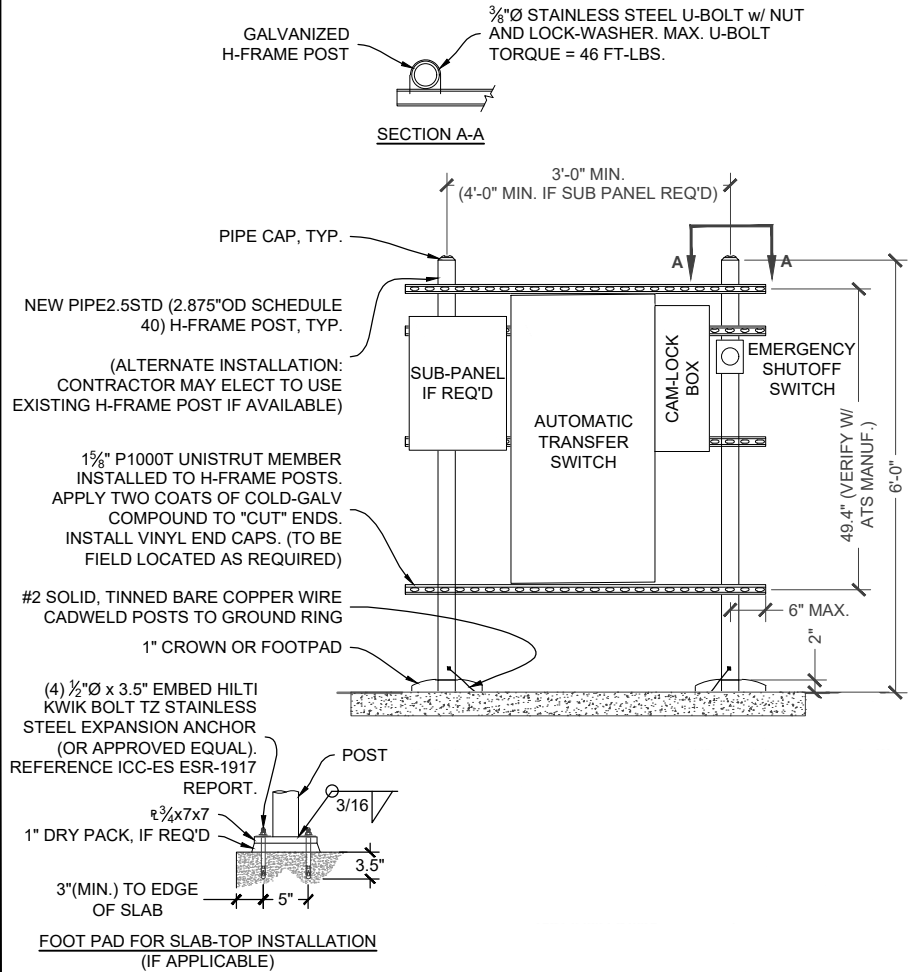 GALVANIZED
H-FRAME POST
⅜"Ø STAINLESS STEEL U-BOLT w/ NUT
AND LOCK-WASHER. MAX. U-BOLT
TORQUE = 46 FT-LBS.
SECTION A-A
3'-0" MIN.
(4'-0" MIN. IF SUB PANEL REQ'D)
PIPE CAP, TYP.
A
A
NEW PIPE2.5STD (2.875"OD SCHEDULE
40) H-FRAME POST, TYP.
(ALTERNATE INSTALLATION:
CONTRACTOR MAY ELECT TO USE
EXISTING H-FRAME POST IF AVAILABLE)
SUB-PANEL
IF REQ'D
AUTOMATIC
TRANSFER
SWITCH
CAM-LOCK
BOX
EMERGENCY
SHUTOFF
SWITCH
49.4" (VERIFY W/
ATS MANUF.)
6'-0"
1⅝" P1000T UNISTRUT MEMBER
INSTALLED TO H-FRAME POSTS.
APPLY TWO COATS OF COLD-GALV
COMPOUND TO "CUT" ENDS.
INSTALL VINYL END CAPS. (TO BE
FIELD LOCATED AS REQUIRED)
#2 SOLID, TINNED BARE COPPER WIRE
CADWELD POSTS TO GROUND RING
6" MAX.
2"
1" CROWN OR FOOTPAD
(4) ½"Ø x 3.5" EMBED HILTI
KWIK BOLT TZ STAINLESS
STEEL EXPANSION ANCHOR
(OR APPROVED EQUAL).
REFERENCE ICC-ES ESR-1917
REPORT.
POST
3/16
℄¾x7x7
1" DRY PACK, IF REQ'D
3.5"
3"(MIN.) TO EDGE
OF SLAB
5"
FOOT PAD FOR SLAB-TOP INSTALLATION
(IF APPLICABLE)